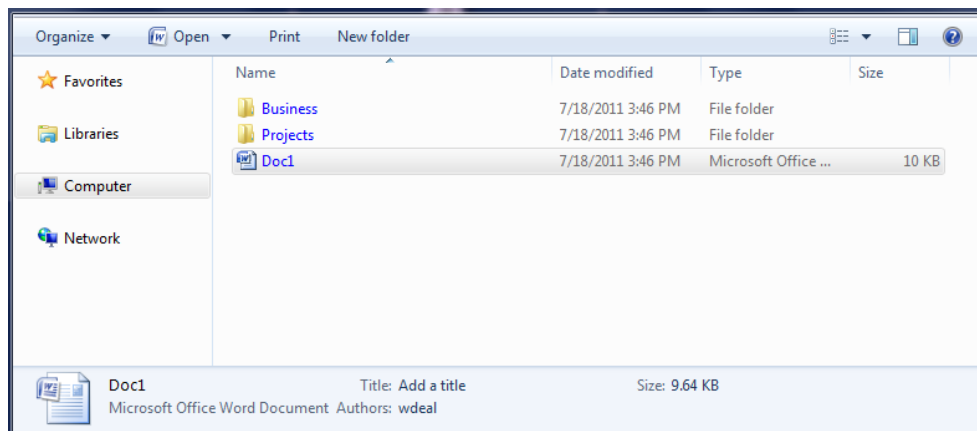 Organize Open Print New folder
Favorites
Libraries
Computer
Network
Name Date modified Type Size
Business 7/18/2011 3:46 PM File folder
Projects 7/18/2011 3:46 PM File folder
Doc1 7/18/2011 3:46 PM Microsoft Office ... 10 KB
Doc1 Title: Add a title Size: 9.64 KB
Microsoft Office Word Document Authors: wdeal